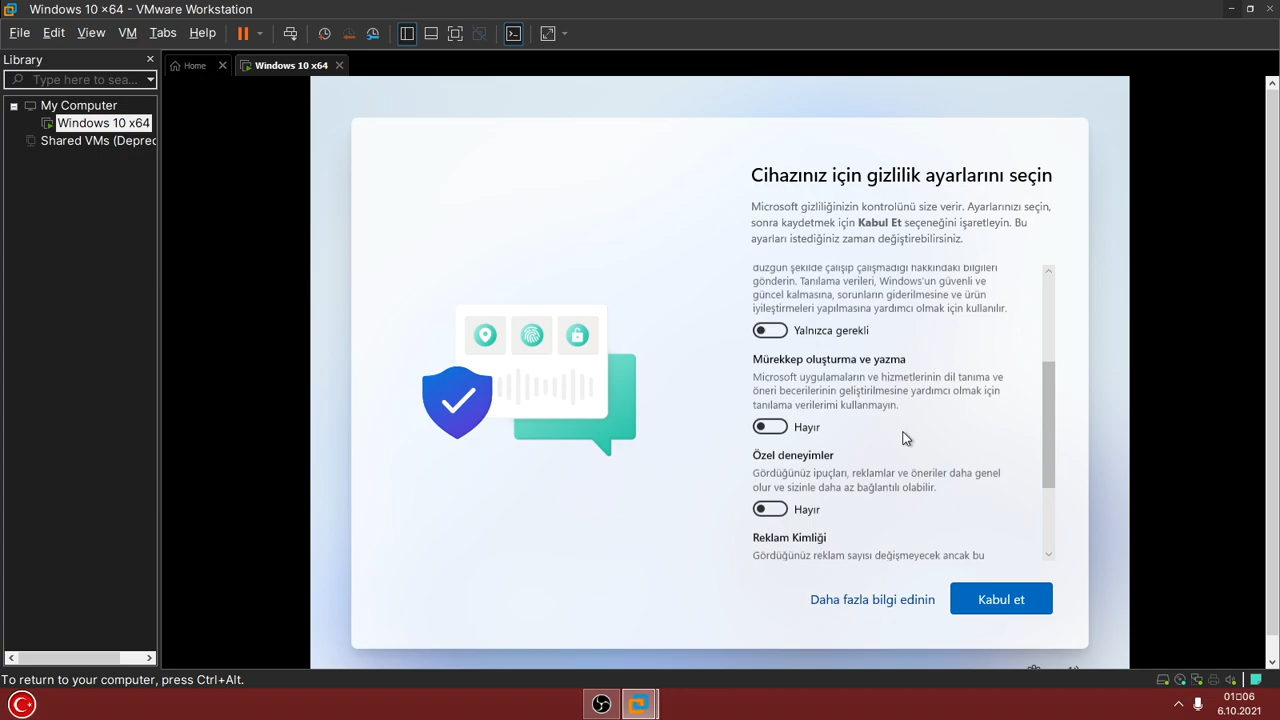 Windows 10 ×64 - VMware Workstation
File Edit View VM Tabs Help
Library
Home
Windows 10 x64
Type here to sea...
My Computer
Windows 10 x64
Shared VMs (Deprec
Cihazınız için gizlilik ayarlarını seçin
Microsoft gizliliğinizin kontrolünü size verir. Ayarlarınızı seçin,
sonra kaydetmek için Kabul Et seçeneğini işaretleyin. Bu
ayarları istediğiniz zaman değiştirebilirsiniz.
düzgün şekilde çalışıp çalışmadığı hakkındaki bilgileri
gönderin. Tanılama verileri, Windows'un güvenli ve
güncel kalmasına, sorunların giderilmesine ve ürün
iyileştirmeleri yapılmasına yardımcı olmak için kullanılır.
Yalnızca gerekli
Mürekkep oluşturma ve yazma
Microsoft uygulamaların ve hizmetlerinin dil tanıma ve
öneri becerilerinin geliştirilmesine yardımcı olmak için
tanılama verilerimi kullanmayın.
Hayır
Özel deneyimler
Gördüğünüz ipuçları, reklamlar ve öneriler daha genel
olur ve sizinle daha az bağlantılı olabilir.
Hayır
Reklam Kimliği
Gördüğünüz reklam sayısı değişmeyecek ancak bu
Daha fazla bilgi edinin
Kabul et
To return to your computer, press Ctrl+Alt.
01▯06
6.10.2021